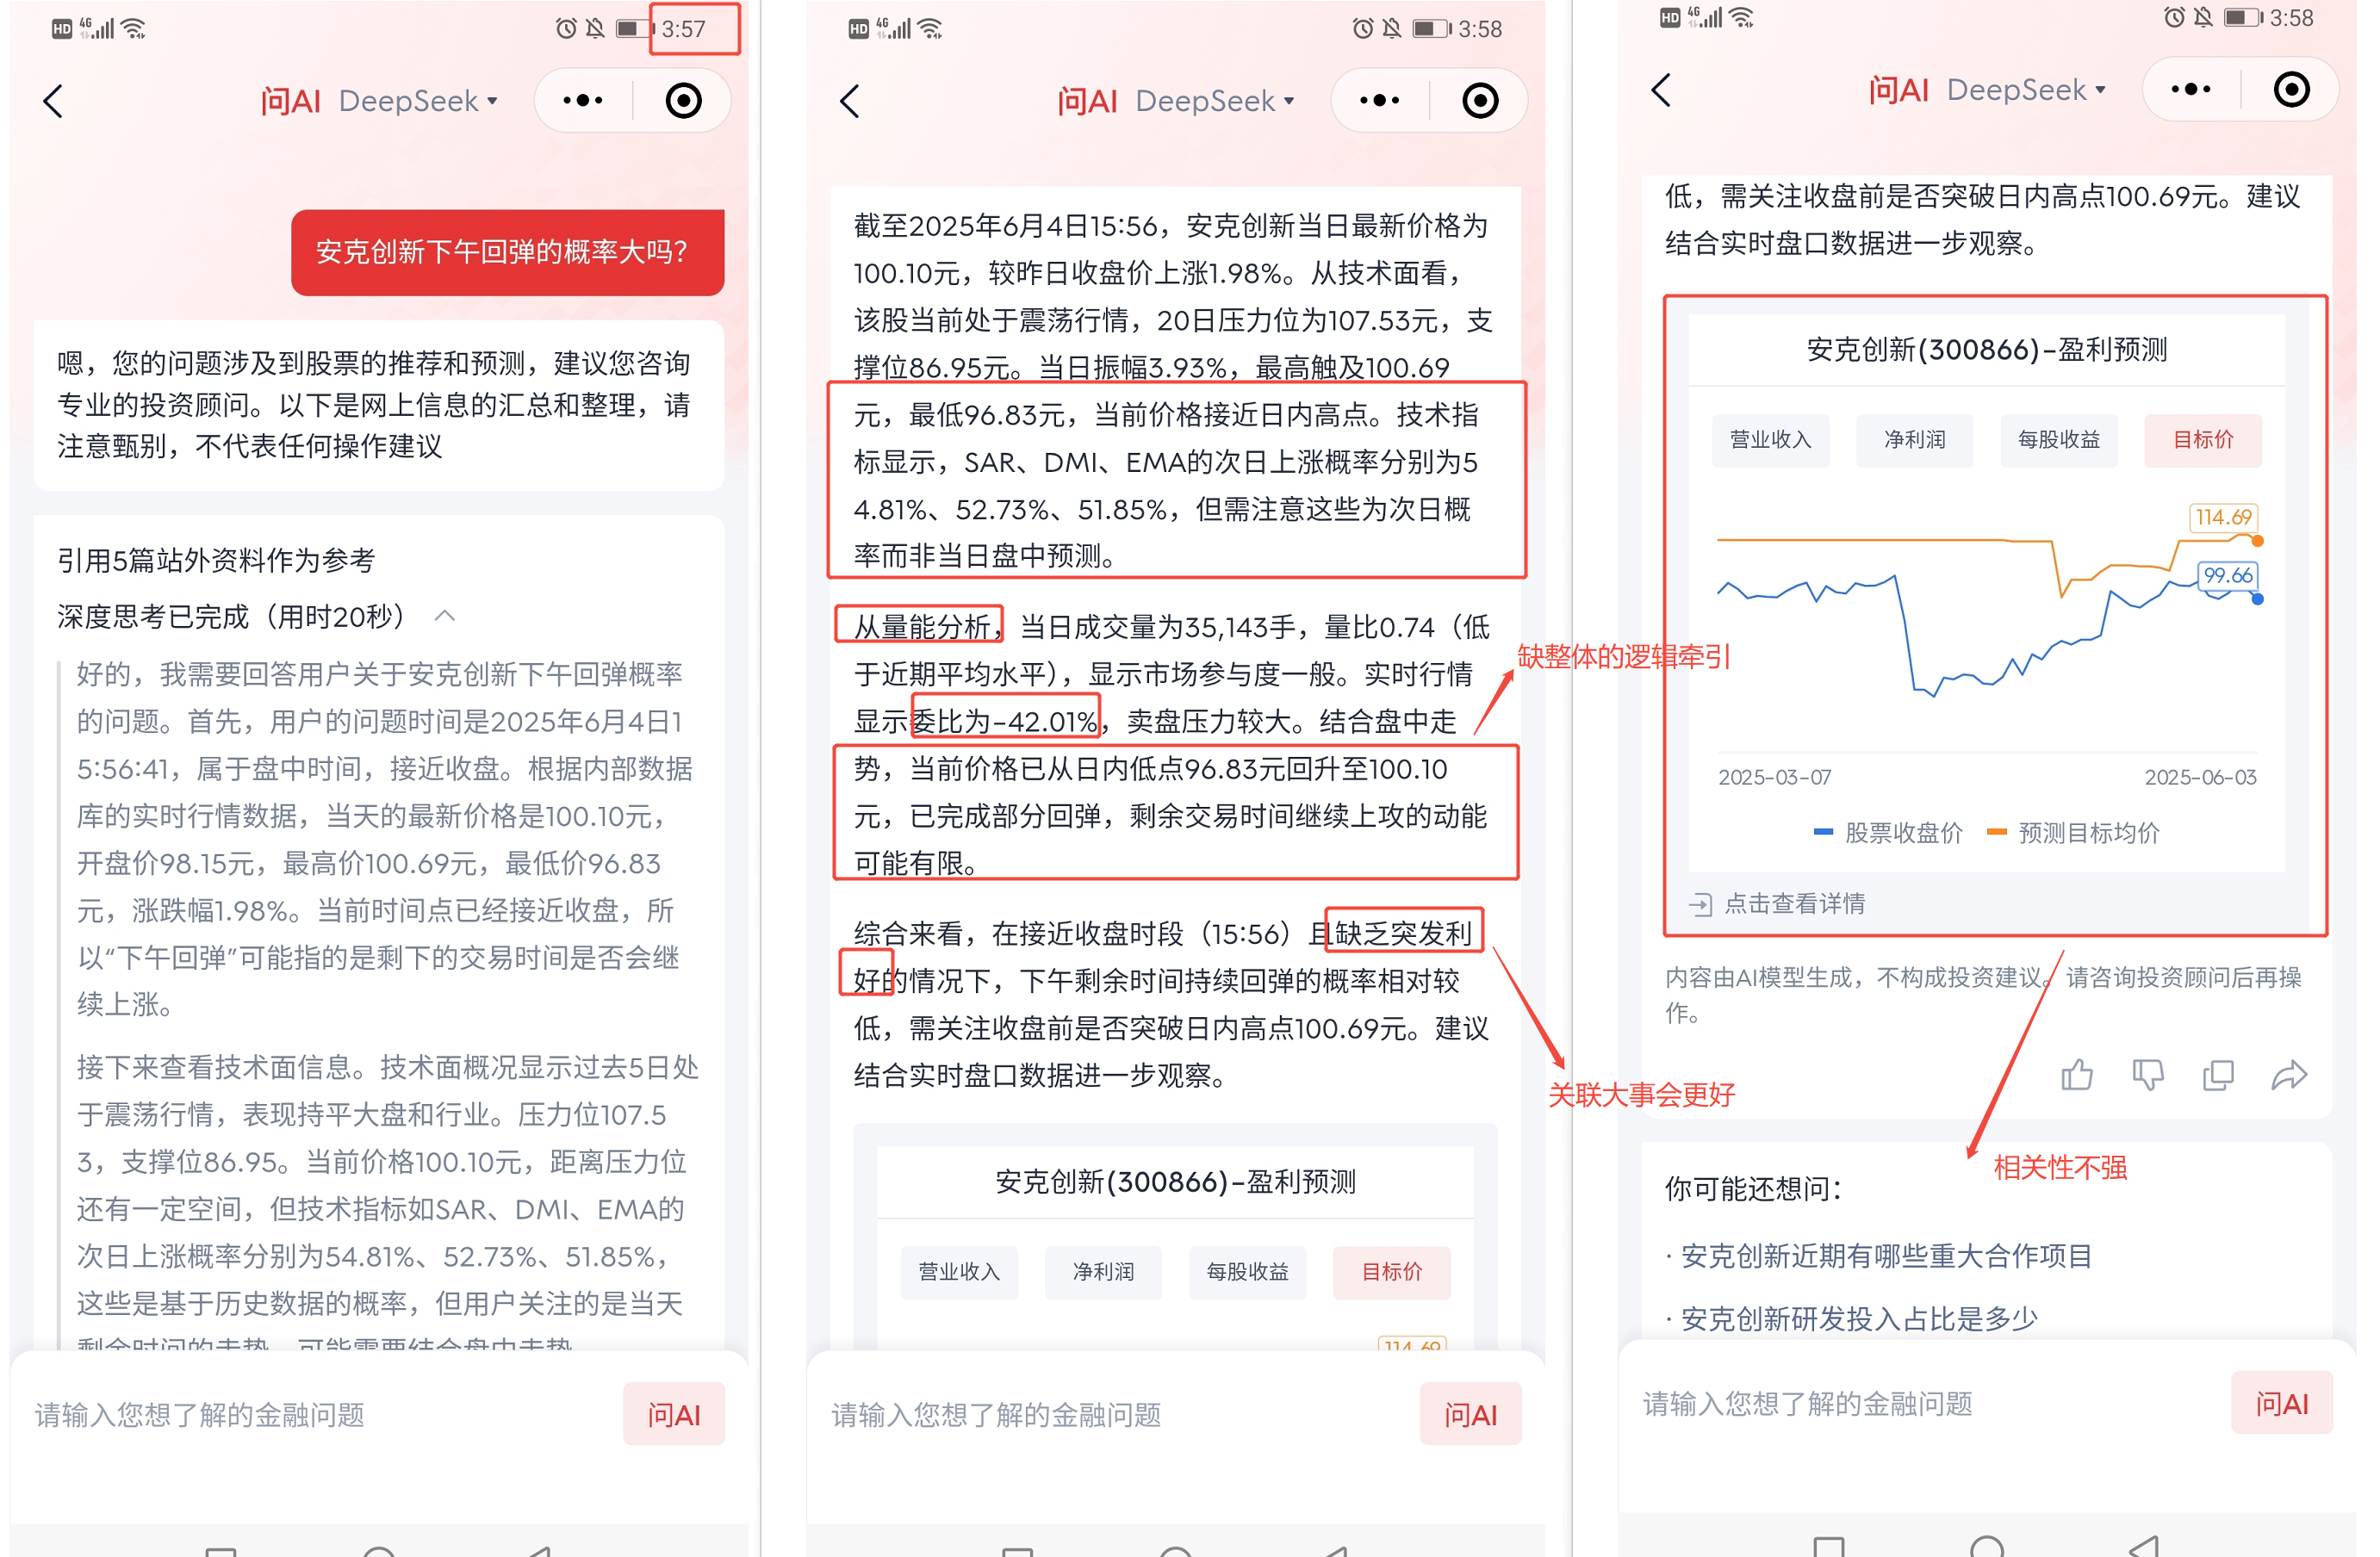 HD 4G 3:57
问AI DeepSeek
安克创新下午回弹的概率大吗？
嗯，您的问题涉及到股票的推荐和预测，建议您咨询
专业的投资顾问。以下是网上信息的汇总和整理，请
注意甄别，不代表任何操作建议
引用5篇站外资料作为参考
深度思考已完成（用时20秒）
好的，我需要回答用户关于安克创新下午回弹概率
的问题。首先，用户的问题时间是2025年6月4日1
5:56:41，属于盘中时间，接近收盘。根据内部数据
库的实时行情数据，当天的最新价格是100.10元，
开盘价98.15元，最高价100.69元，最低价96.83
元，涨跌幅1.98%。当前时间点已经接近收盘，所
以“下午回弹”可能指的是剩下的交易时间是否会继
续上涨。
接下来查看技术面信息。技术面概况显示过去5日处
于震荡行情，表现持平大盘和行业。压力位107.5
3，支撑位86.95。当前价格100.10元，距离压力位
还有一定空间，但技术指标如SAR、DMI、EMA的
次日上涨概率分别为54.81%、52.73%、51.85%，
这些是基于历史数据的概率，但用户关注的是当天
剩余时间的走势，可能需要结合盘中走势
请输入您想了解的金融问题
问AI
HD 4G 3:58
问AI DeepSeek
截至2025年6月4日15:56，安克创新当日最新价格为
100.10元，较昨日收盘价上涨1.98%。从技术面看，
该股当前处于震荡行情，20日压力位为107.53元，支
撑位86.95元。当日振幅3.93%，最高触及100.69
元，最低96.83元，当前价格接近日内高点。技术指
标显示，SAR、DMI、EMA的次日上涨概率分别为5
4.81%、52.73%、51.85%，但需注意这些为次日概
率而非当日盘中预测。
从量能分析，当日成交量为35,143手，量比0.74（低
于近期平均水平），显示市场参与度一般。实时行情
显示委比为-42.01%，卖盘压力较大。结合盘中走
势，当前价格已从日内低点96.83元回升至100.10
元，已完成部分回弹，剩余交易时间继续上攻的动能
可能有限。
缺整体的逻辑牵引
综合来看，在接近收盘时段（15:56）且缺乏突发利
好的情况下，下午剩余时间持续回弹的概率相对较
低，需关注收盘前是否突破日内高点100.69元。建议
结合实时盘口数据进一步观察。
关联大事会更好
安克创新(300866)-盈利预测
营业收入 净利润 每股收益 目标价
114.69
请输入您想了解的金融问题
问AI
HD 4G 3:58
问AI DeepSeek
低，需关注收盘前是否突破日内高点100.69元。建议
结合实时盘口数据进一步观察。
安克创新(300866)-盈利预测
营业收入 净利润 每股收益 目标价
114.69
99.66
2025-03-07 2025-06-03
股票收盘价 预测目标均价
点击查看详情
内容由AI模型生成，不构成投资建议。请咨询投资顾问后再操
作。
相关性不强
你可能还想问：
· 安克创新近期有哪些重大合作项目
· 安克创新研发投入占比是多少
请输入您想了解的金融问题
问AI